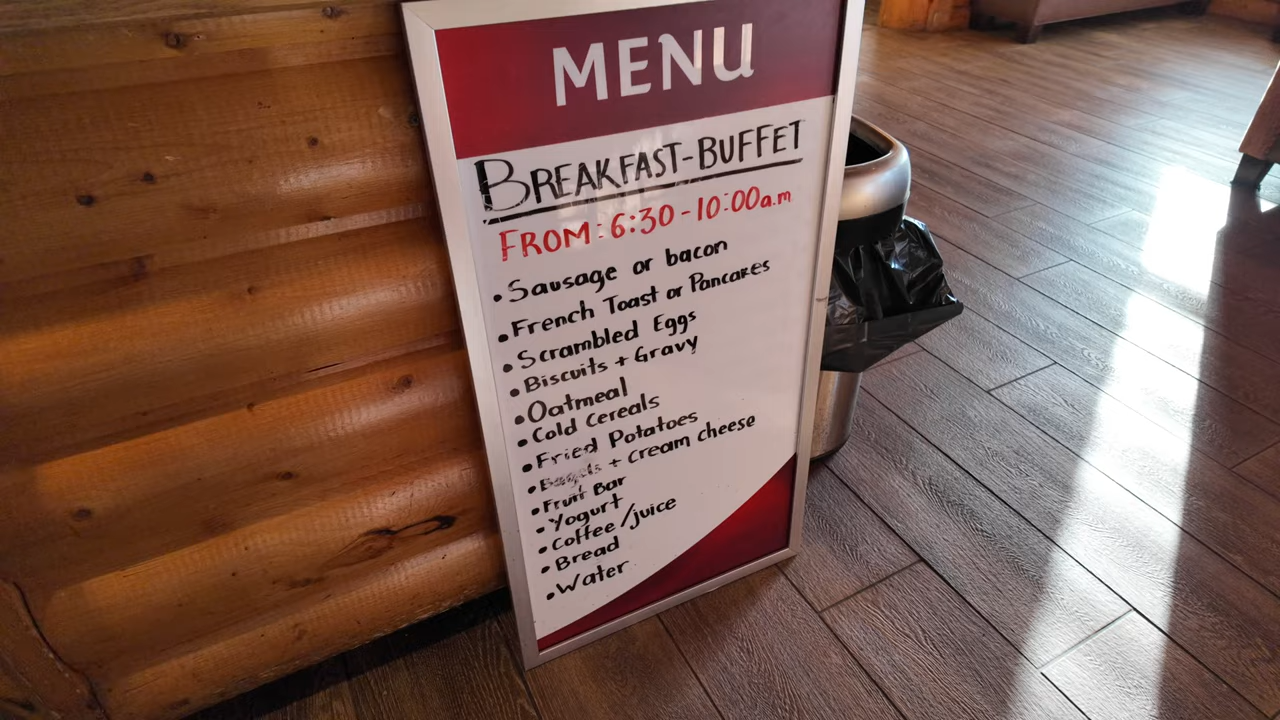 MENU
BREAKFAST-BUFFET
FROM: 6:30 - 10:00a.m
• Sausage or bacon
• French Toast or Pancakes
• Scrambled Eggs
• Biscuits + Gravy
• Oatmeal
• Cold Cereals
• Fried Potatoes
• Bagels + Cream cheese
• Fruit Bar
• Yogurt
• Coffee/juice
• Bread
• Water